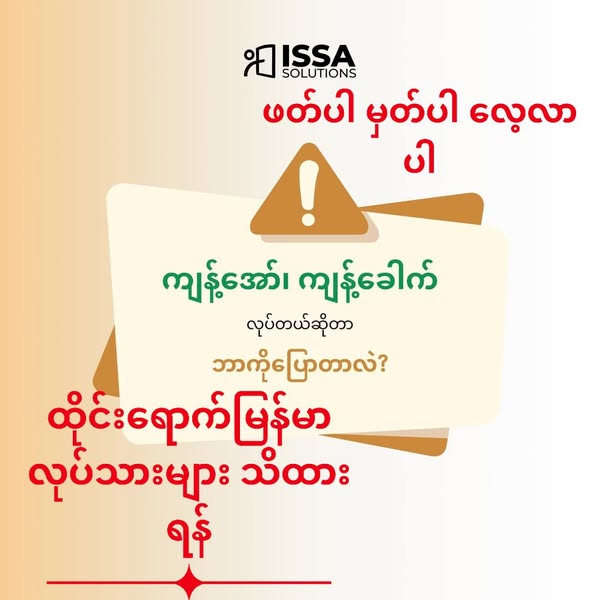 ISSA
SOLUTIONS
ဖတ်ပါ မှတ်ပါ လေ့လာ
ပါ
ကျန့်အော်၊ ကျန့်ခေါက်
လုပ်တယ်ဆိုတာ
ဘာကိုပြောတာလဲ?
ထိုင်းရောက်မြန်မာ
လုပ်သားများ သိထား
ရန်